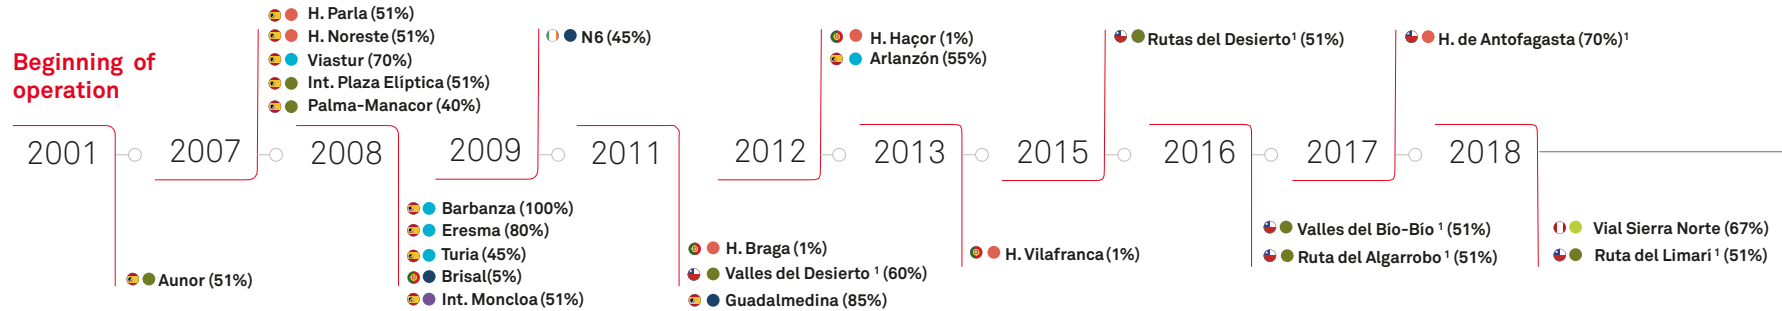 Beginning of
operation
2001
Aunor (51%)
2007
H. Parla (51%)
H. Noreste (51%)
Viastur (70%)
Int. Plaza Elíptica (51%)
Palma-Manacor (40%)
2008
Barbanza (100%)
Eresma (80%)
Turia (45%)
Brisal(5%)
Int. Moncloa (51%)
2009
N6 (45%)
2011
H. Braga (1%)
Valles del Desierto ¹ (60%)
Guadalmedina (85%)
2012
H. Haçor (1%)
Arlanzón (55%)
2013
H. Vilafranca (1%)
2015
Rutas del Desierto¹ (51%)
2016
Valles del Bío-Bío ¹ (51%)
Ruta del Algarrobo ¹ (51%)
2017
H. de Antofagasta (70%)¹
2018
Vial Sierra Norte (67%)
Ruta del Limarí ¹ (51%)